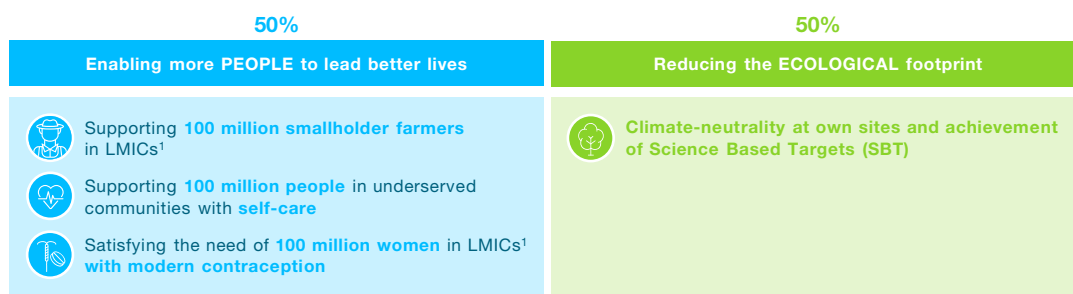 50%
Enabling more PEOPLE to lead better lives
Supporting 100 million smallholder farmers
in LMICs¹
Supporting 100 million people in underserved
communities with self-care
Satisfying the need of 100 million women in LMICs¹
with modern contraception
50%
Reducing the ECOLOGICAL footprint
Climate-neutrality at own sites and achievement
of Science Based Targets (SBT)